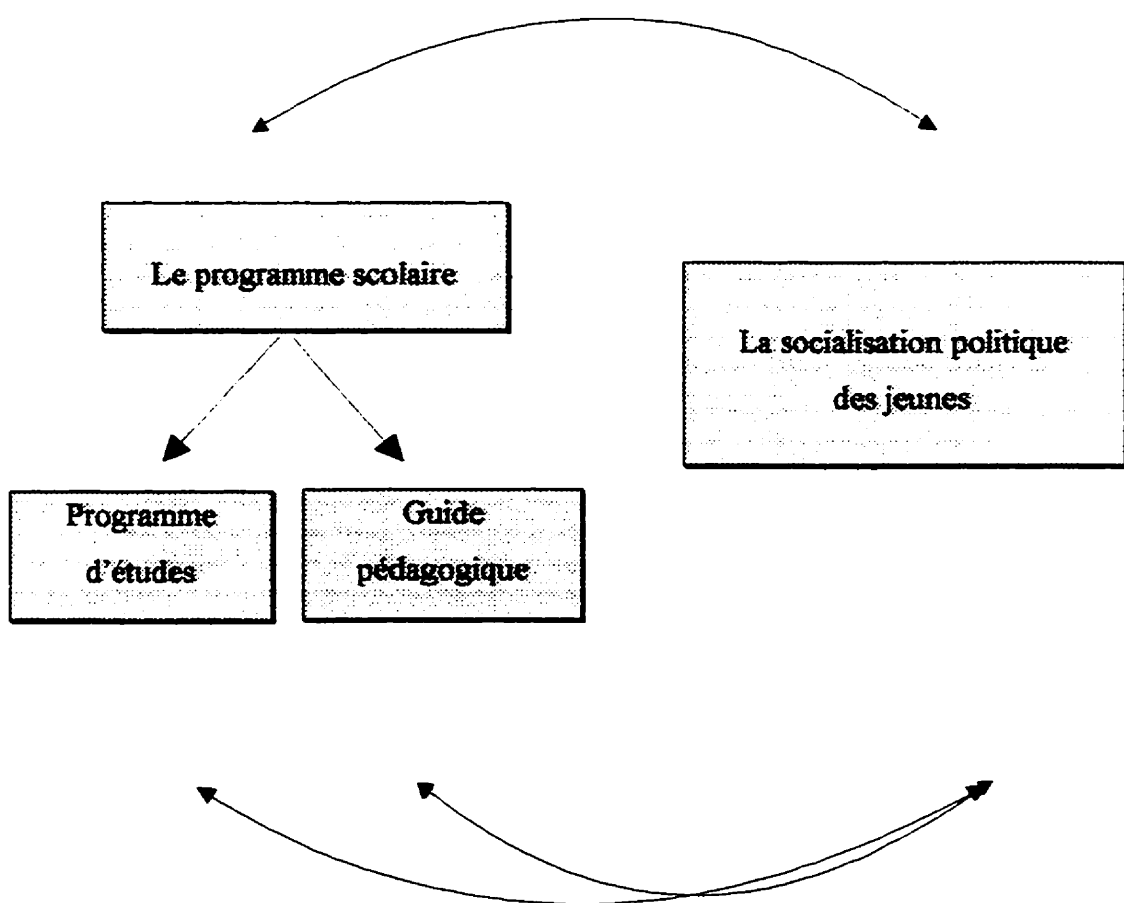 Le programme scolaire
La socialisation politique
des jeunes
Programme
d'études
Guide
pédagogique